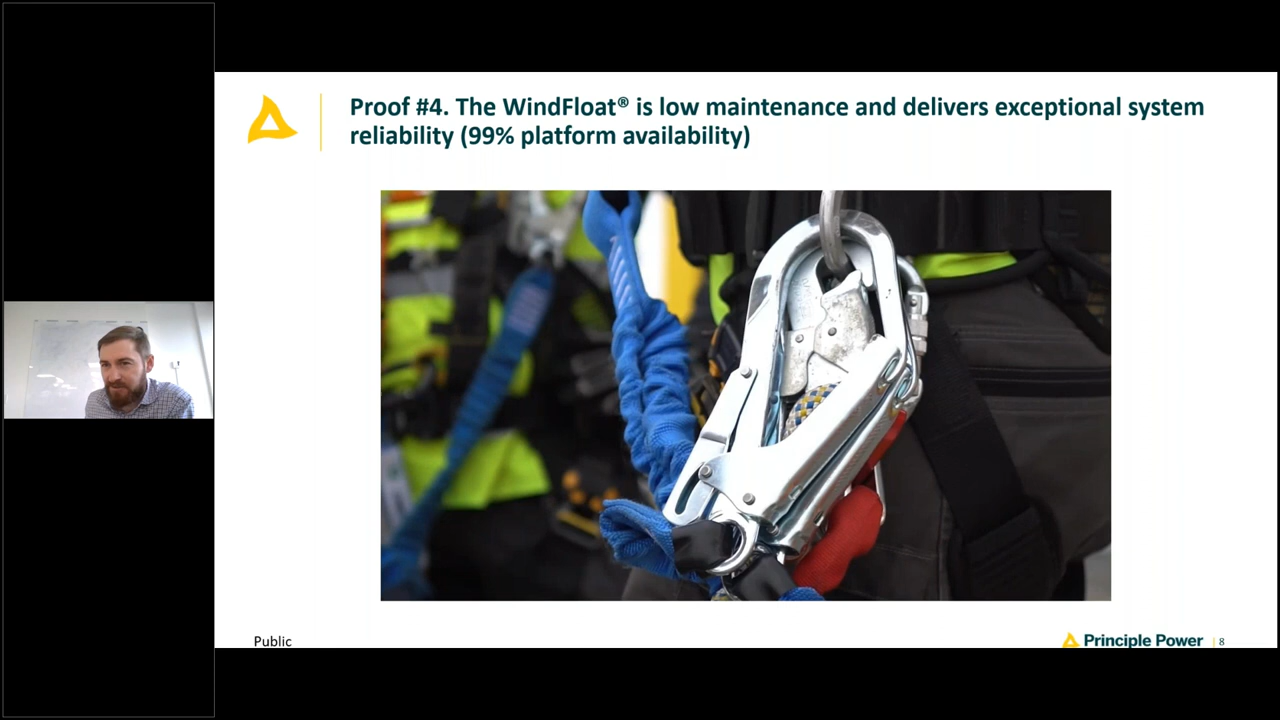 Proof #4. The WindFloat® is low maintenance and delivers exceptional system
reliability (99% platform availability)
Public
Principle Power | 8